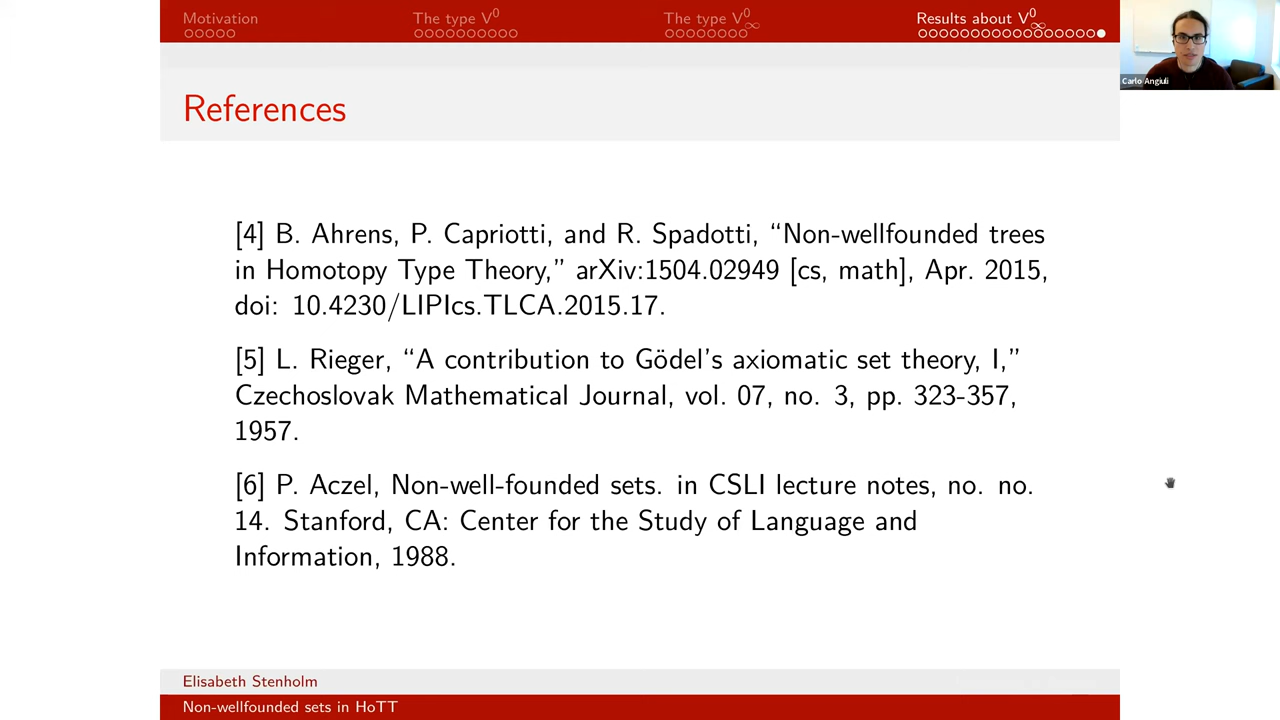 Motivation
The type V⁰
The type V⁰∞
Results about V⁰∞
Carlo Angiuli
References
[4] B. Ahrens, P. Capriotti, and R. Spadotti, “Non-wellfounded trees
in Homotopy Type Theory,” arXiv:1504.02949 [cs, math], Apr. 2015,
doi: 10.4230/LIPIcs.TLCA.2015.17.
[5] L. Rieger, “A contribution to Gödel’s axiomatic set theory, I,”
Czechoslovak Mathematical Journal, vol. 07, no. 3, pp. 323-357,
1957.
[6] P. Aczel, Non-well-founded sets. in CSLI lecture notes, no. no.
14. Stanford, CA: Center for the Study of Language and
Information, 1988.
Elisabeth Stenholm
Non-wellfounded sets in HoTT